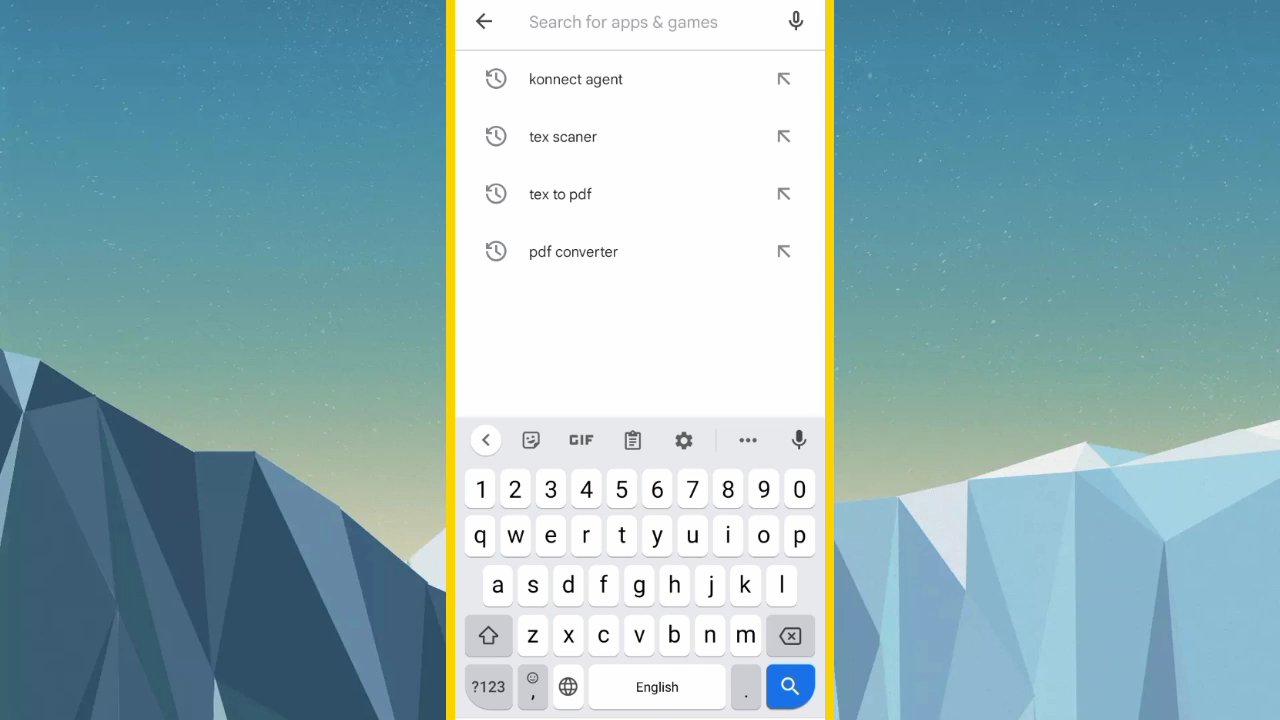 Search for apps & games
konnect agent
tex scaner
tex to pdf
pdf converter
GIF
1 2 3 4 5 6 7 8 9 0
q w e r t y u i o p
a s d f g h j k l
z x c v b n m
?123 , English .